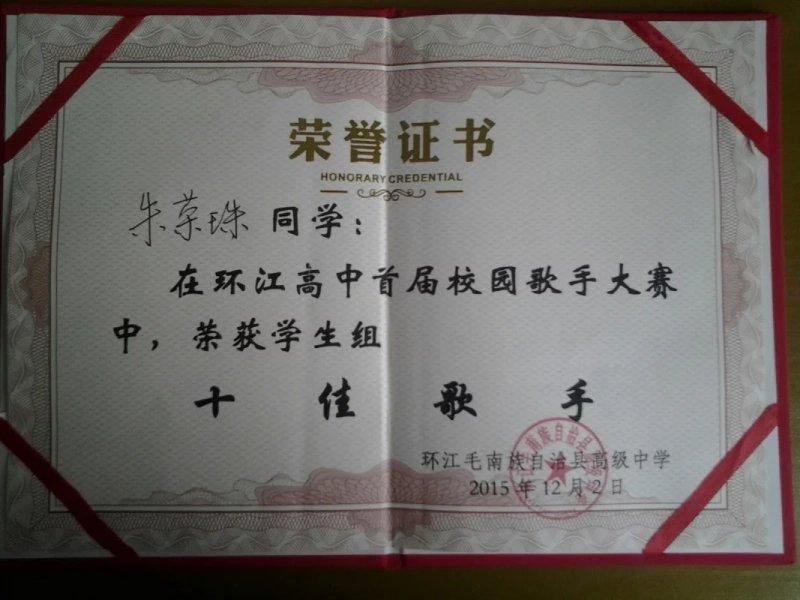 荣誉证书
HONORARY CREDENTIAL
朱荣珠 同学：
在环江高中首届校园歌手大赛
中，荣获学生组
十佳歌手
环江毛南族自治县高级中学
2015年12月2日